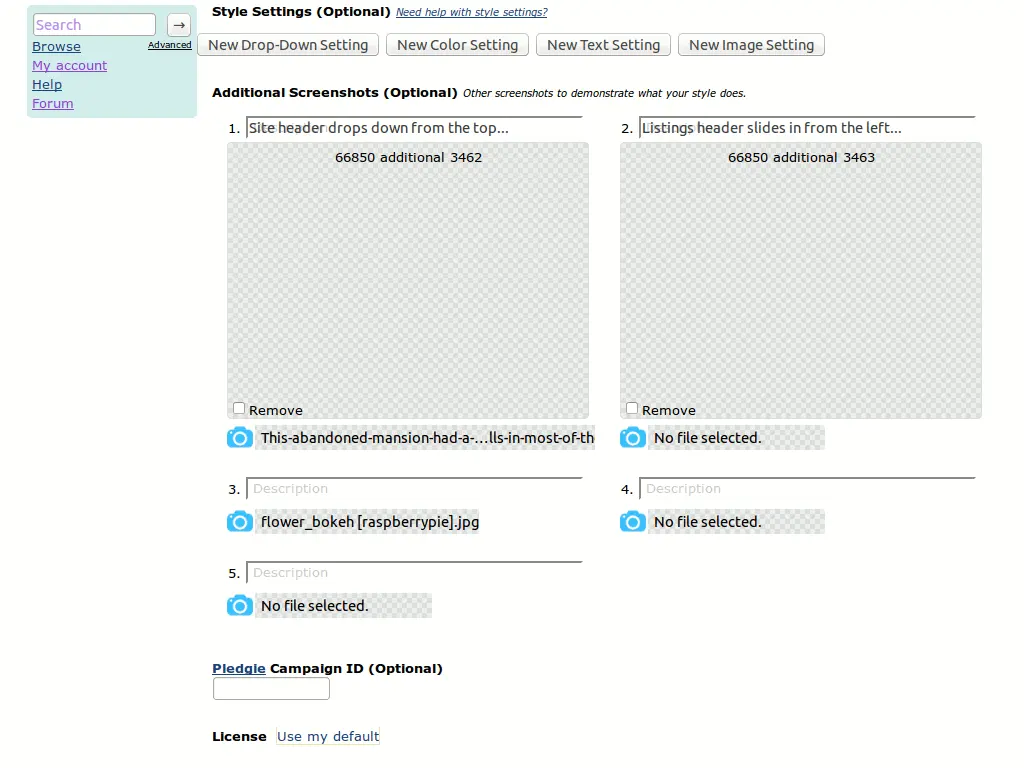 Search →
Browse Advanced
My account
Help
Forum
Style Settings (Optional) Need help with style settings?
New Drop-Down Setting New Color Setting New Text Setting New Image Setting
Additional Screenshots (Optional) Other screenshots to demonstrate what your style does.
1. Site header drops down from the top...
66850 additional 3462
Remove
This-abandoned-mansion-had-a-...lls-in-most-of-th
2. Listings header slides in from the left...
66850 additional 3463
Remove
No file selected.
3. Description
flower_bokeh [raspberrypie].jpg
4. Description
No file selected.
5. Description
No file selected.
Pledgie Campaign ID (Optional)
License Use my default